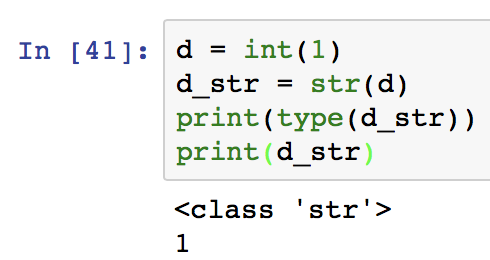 In [41]: d = int(1)
d_str = str(d)
print(type(d_str))
print(d_str)
<class 'str'>
1